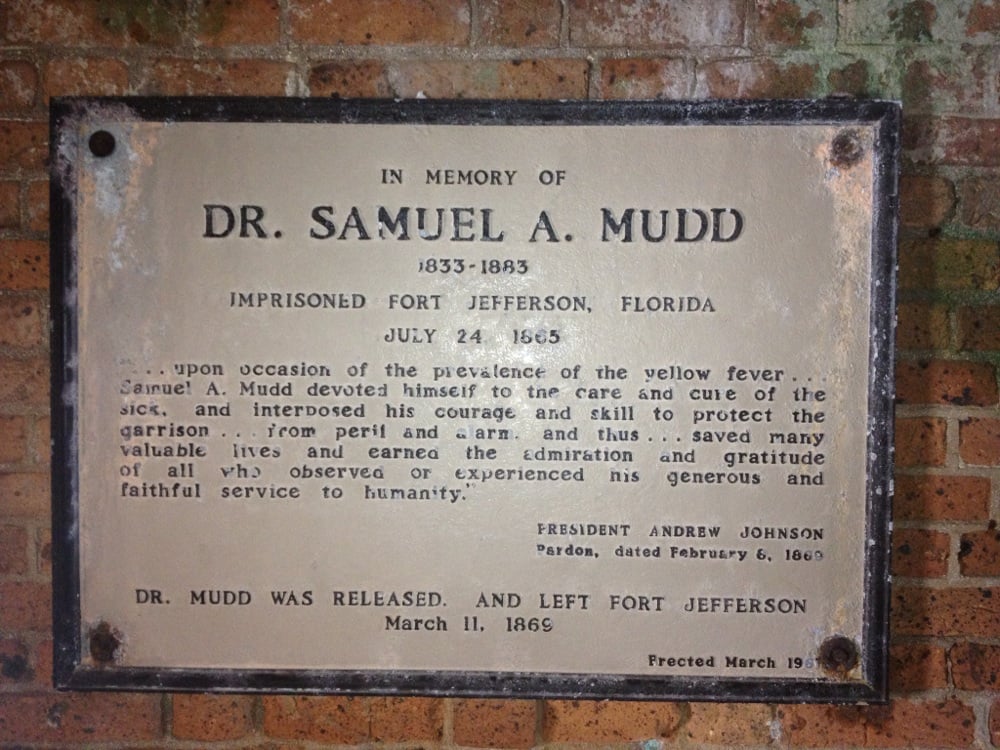 IN MEMORY OF
DR. SAMUEL A. MUDD
1833-1883
IMPRISONED FORT JEFFERSON, FLORIDA
JULY 24 1865
"... upon occasion of the prevalence of the yellow fever ...
Samuel A. Mudd devoted himself to the care and cure of the
sick, and interposed his courage and skill to protect the
garrison ... from peril and alarm, and thus ... saved many
valuable lives and earned the admiration and gratitude
of all who observed or experienced his generous and
faithful service to humanity."
PRESIDENT ANDREW JOHNSON
Pardon, dated February 8, 1869
DR. MUDD WAS RELEASED. AND LEFT FORT JEFFERSON
March 11, 1869
Erected March